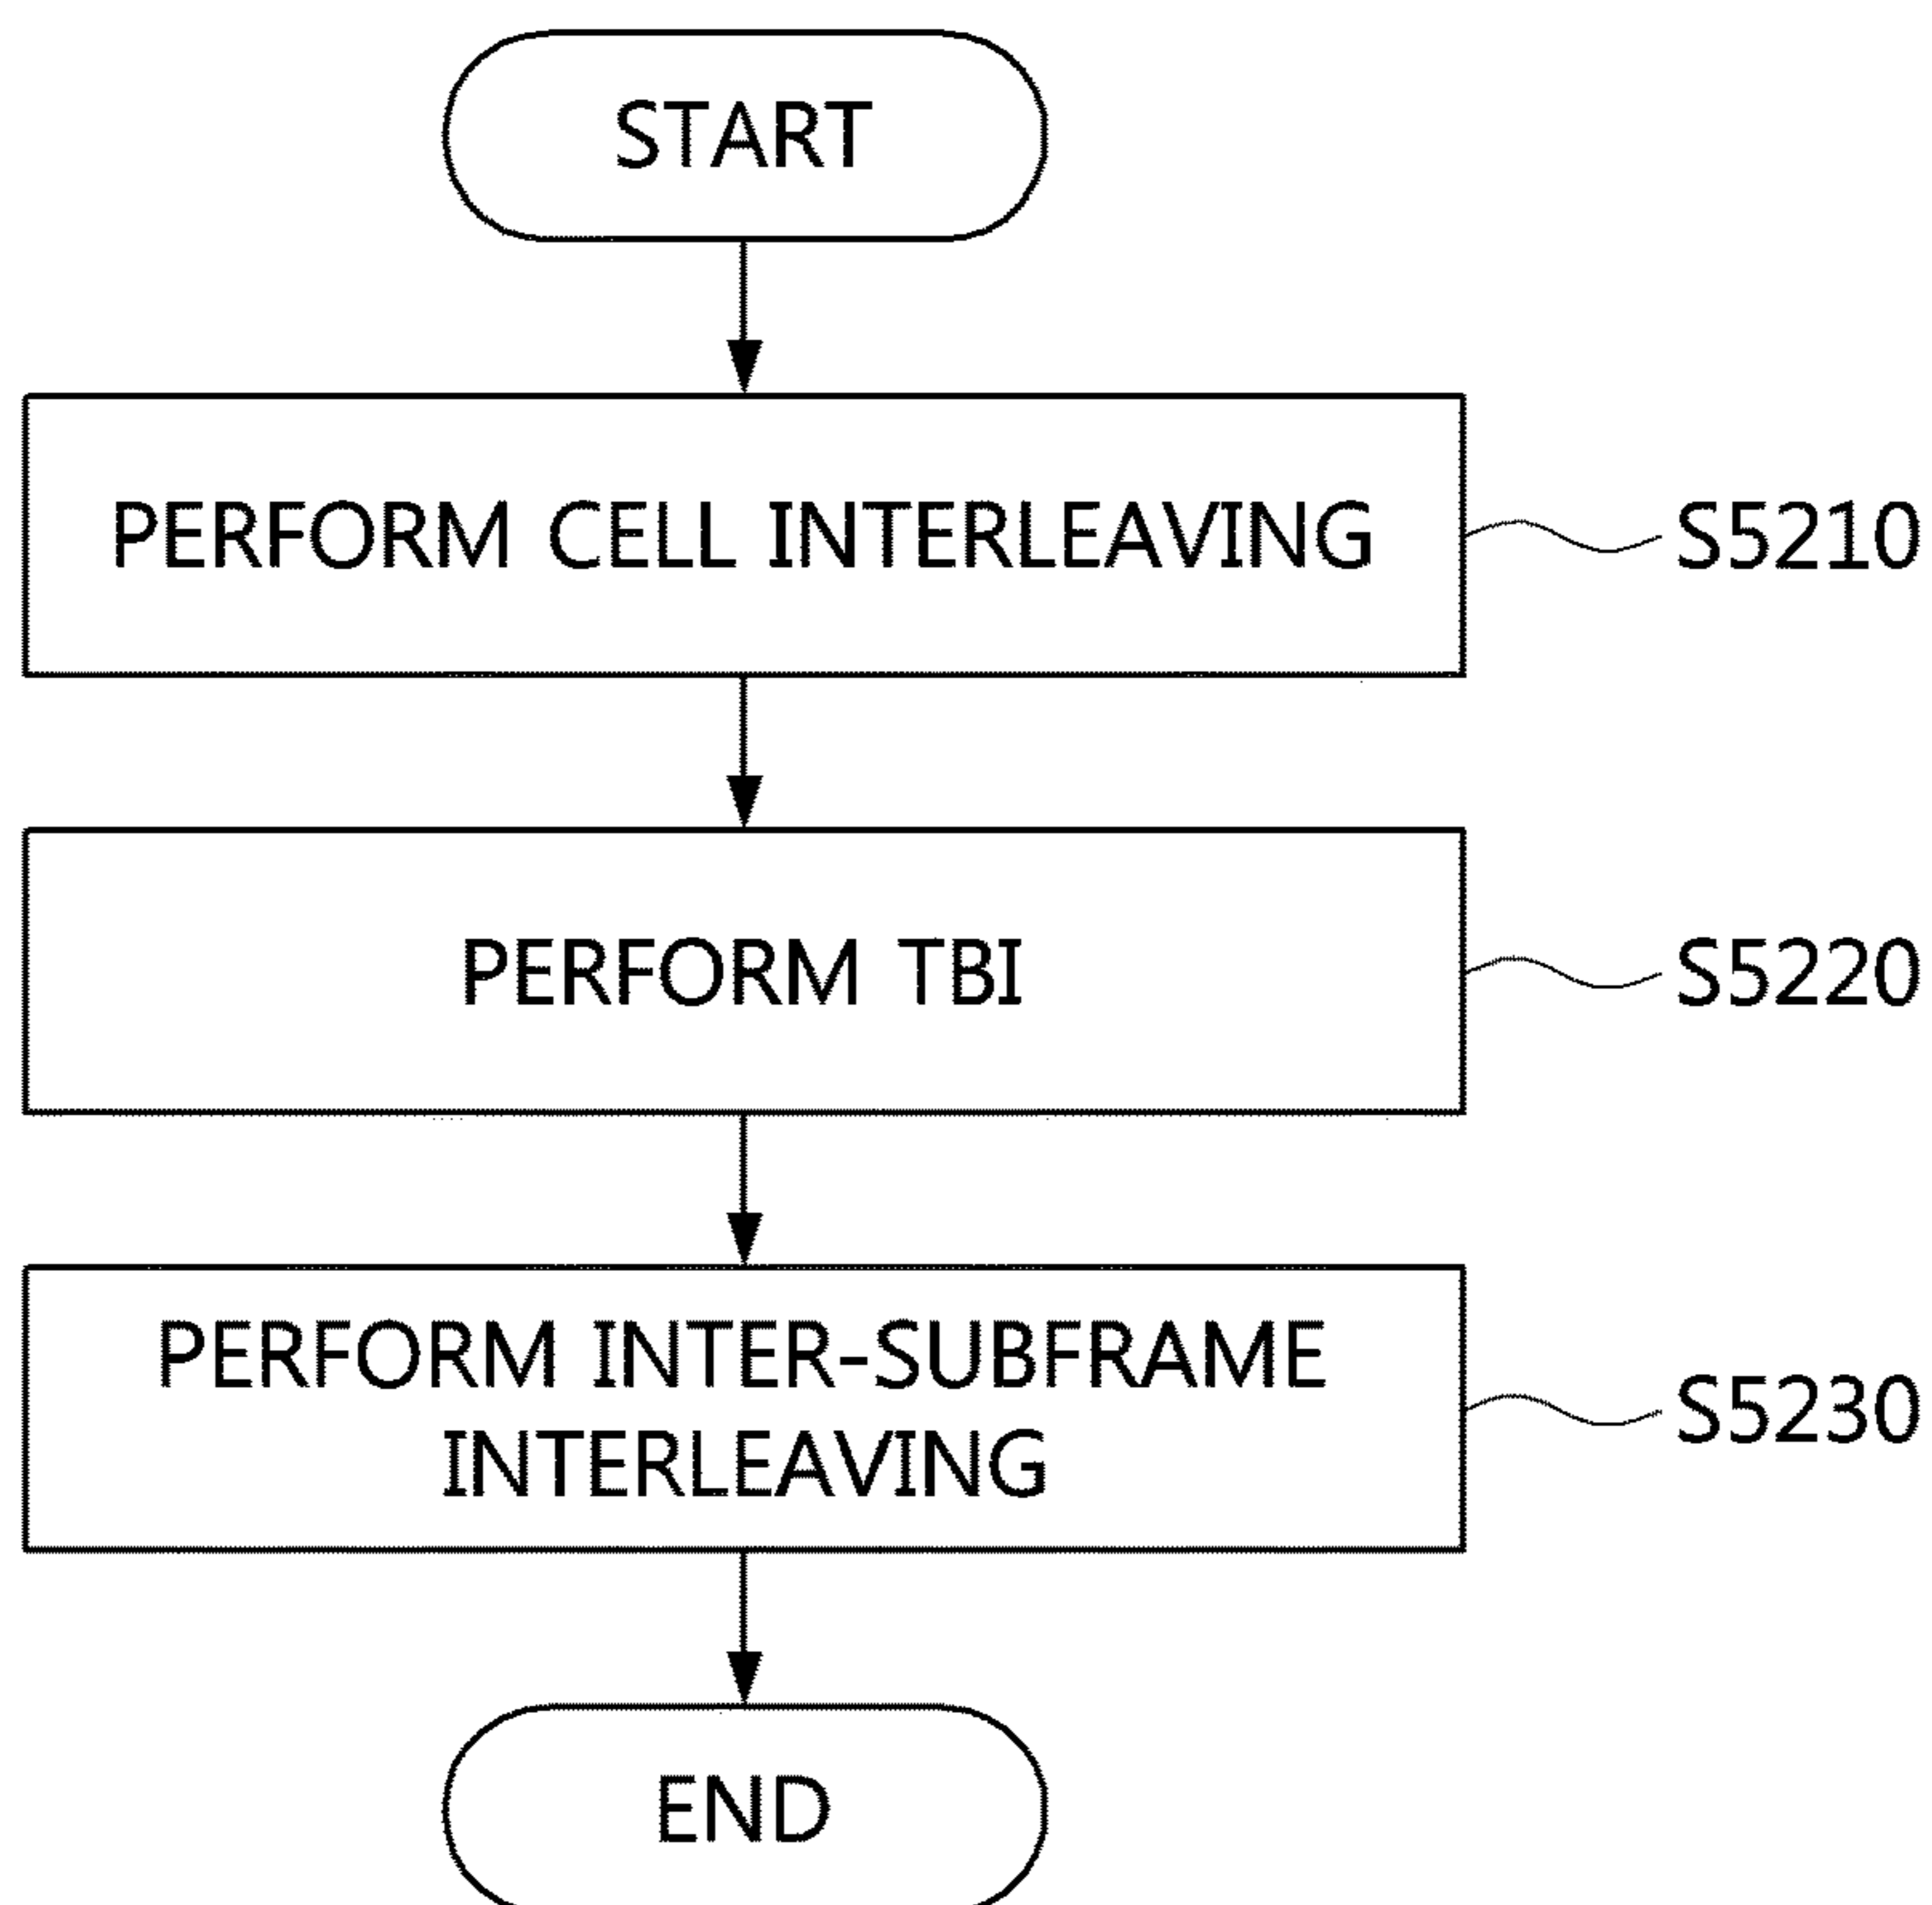 START
PERFORM CELL INTERLEAVING
S5210
PERFORM TBI
S5220
PERFORM INTER-SUBFRAME
INTERLEAVING
S5230
END